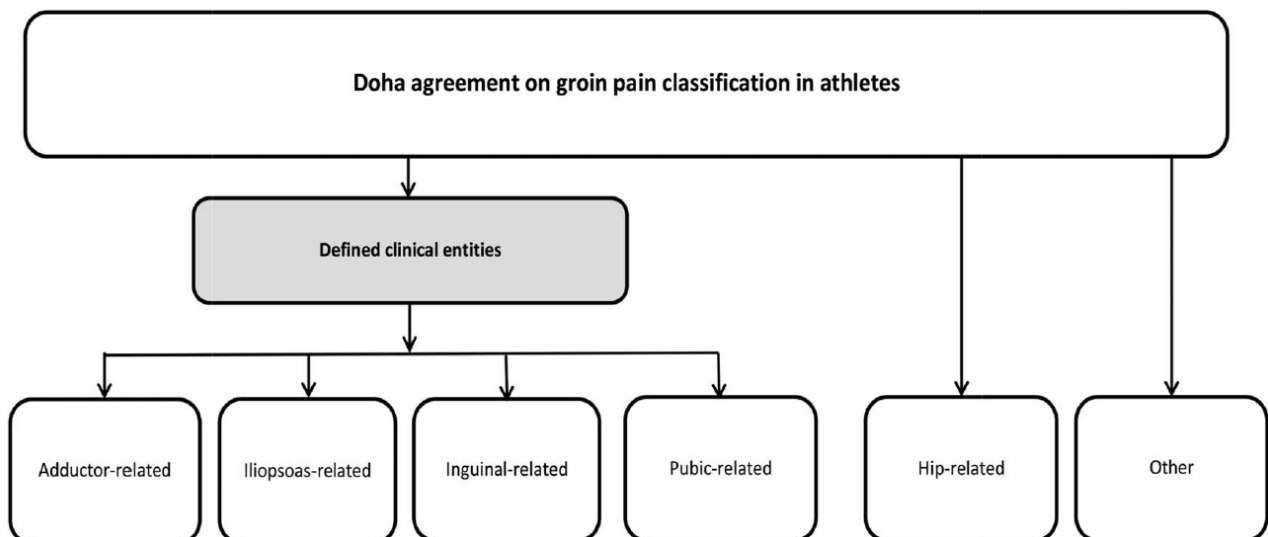 Doha agreement on groin pain classification in athletes
Defined clinical entities
Adductor-related
Iliopsoas-related
Inguinal-related
Pubic-related
Hip-related
Other